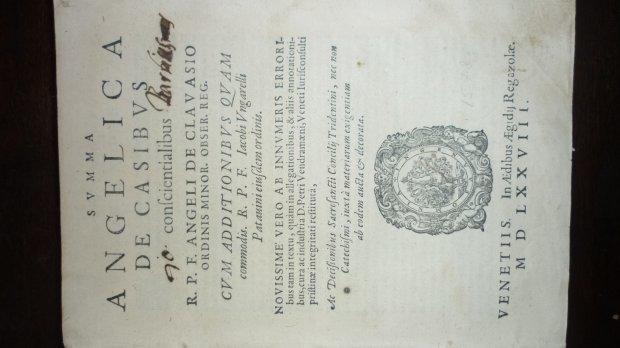 SVMMA
ANGELICA
DE CASIBVS
conscientialibus
R. P. F. ANGELI DE CLAVASIO
ORDINIS MINOR. OBSER. REG.
CVM ADDITIONIBVS QVAM
commodis. R. P. F. Iacobi Vngarelli
Patauini eiusdem ordinis.
NOVISSIME VERO AB INNVMERIS ERRORI-
bus tam in textu, quàm in allegationibus, & alijs annotationi-
bus, cura ac industria D. Petri Vendramæni, Veneti Iurisconsulti
pristinæ integritati restituta,
Ac Decisionibus Sacrosancti Concilij Tridentini, nec non
Catechismi, iuxtà materiarum exigentiam
ab eodem aucta & decorata.
VENETIIS. In Ædibus Ægidij Regazolæ.
M D LXXVIII.